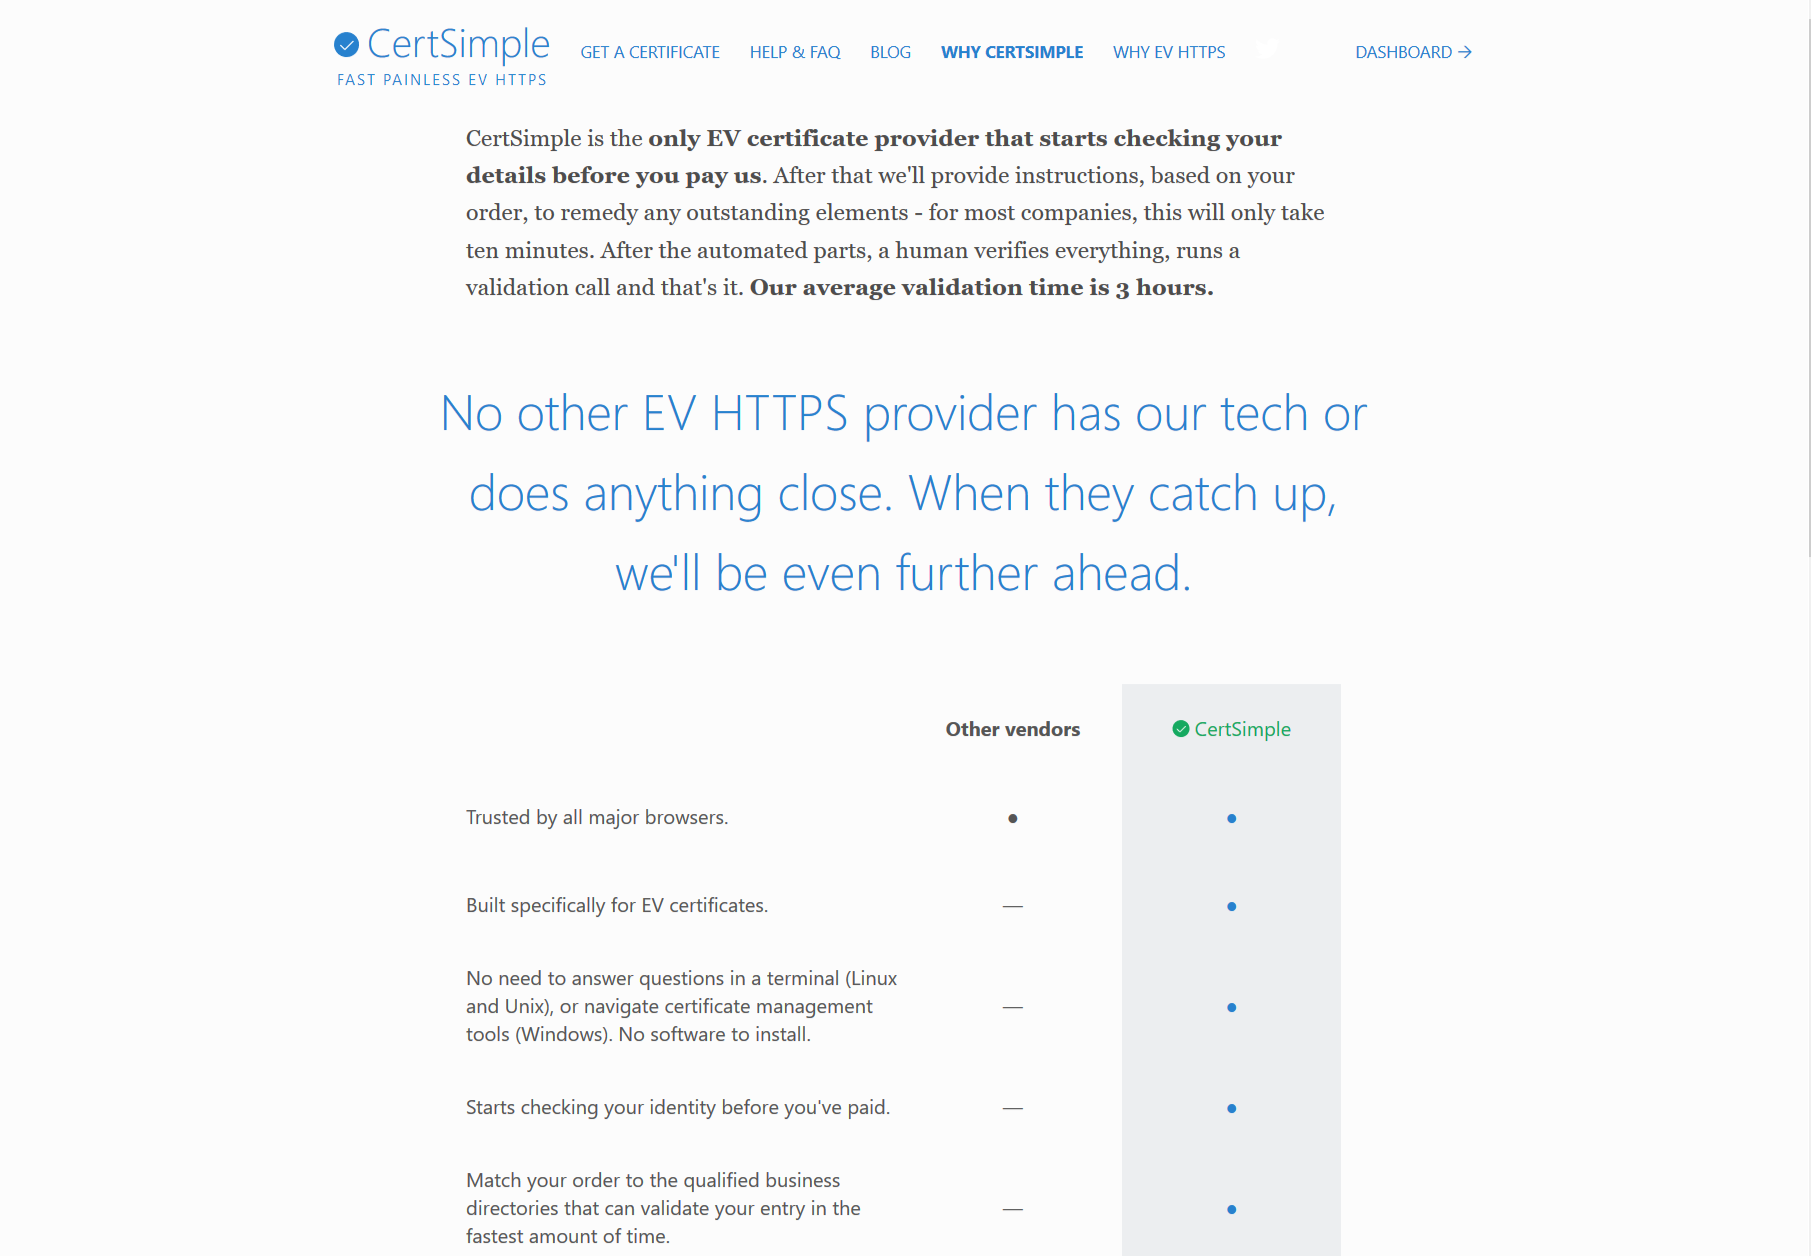 CertSimple
FAST PAINLESS EV HTTPS
GET A CERTIFICATE
HELP & FAQ
BLOG
WHY CERTSIMPLE
WHY EV HTTPS
DASHBOARD →
CertSimple is the only EV certificate provider that starts checking your
details before you pay us. After that we'll provide instructions, based on your
order, to remedy any outstanding elements - for most companies, this will only take
ten minutes. After the automated parts, a human verifies everything, runs a
validation call and that's it. Our average validation time is 3 hours.
No other EV HTTPS provider has our tech or
does anything close. When they catch up,
we'll be even further ahead.
Other vendors
CertSimple
Trusted by all major browsers.
● ●
Built specifically for EV certificates.
— ●
No need to answer questions in a terminal (Linux
and Unix), or navigate certificate management
— ●
tools (Windows). No software to install.
Starts checking your identity before you've paid.
— ●
Match your order to the qualified business
directories that can validate your entry in the
— ●
fastest amount of time.